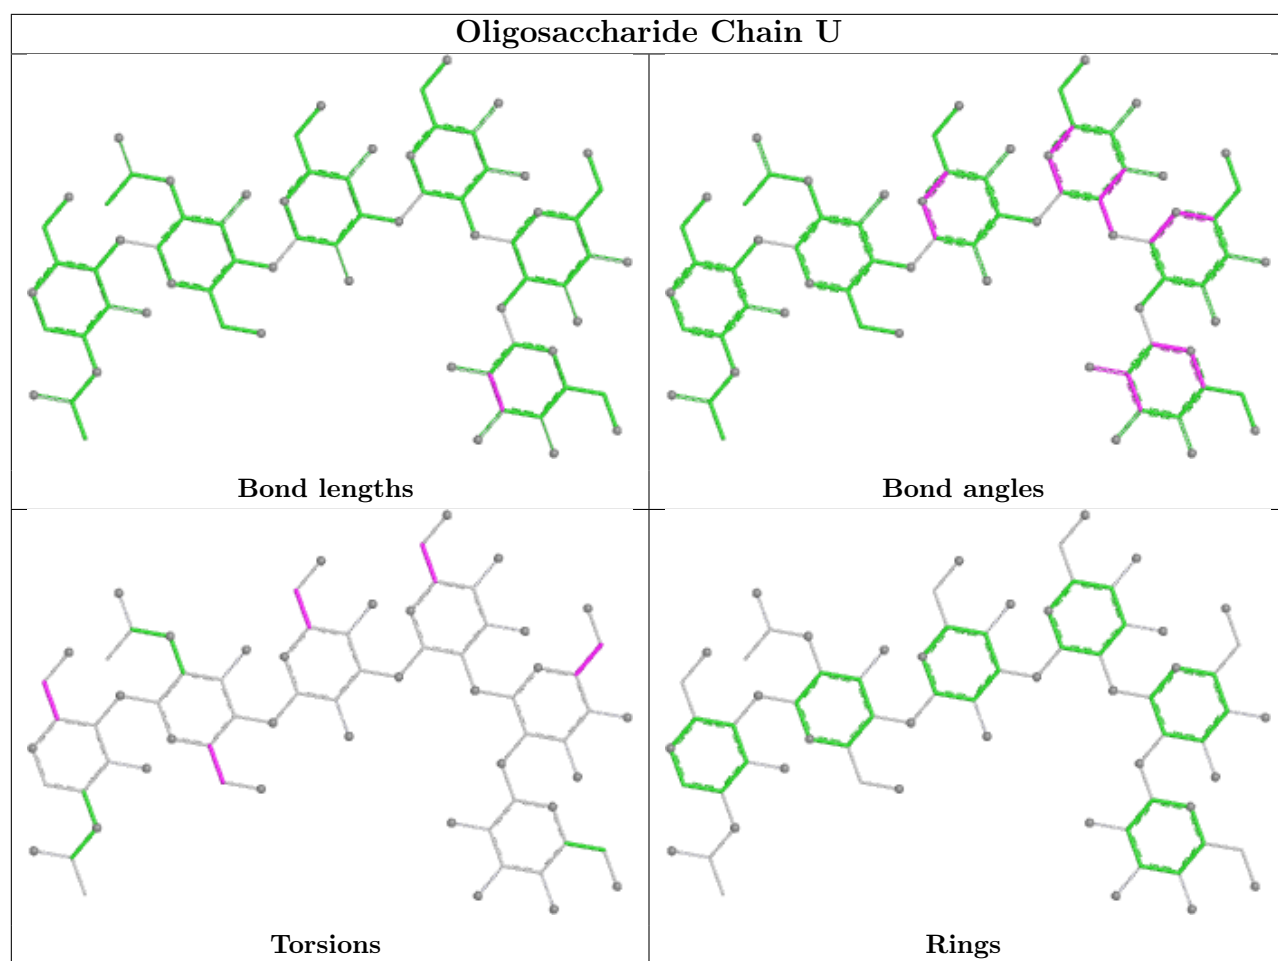 Oligosaccharide Chain U
Bond lengths
Bond angles
Torsions
Rings